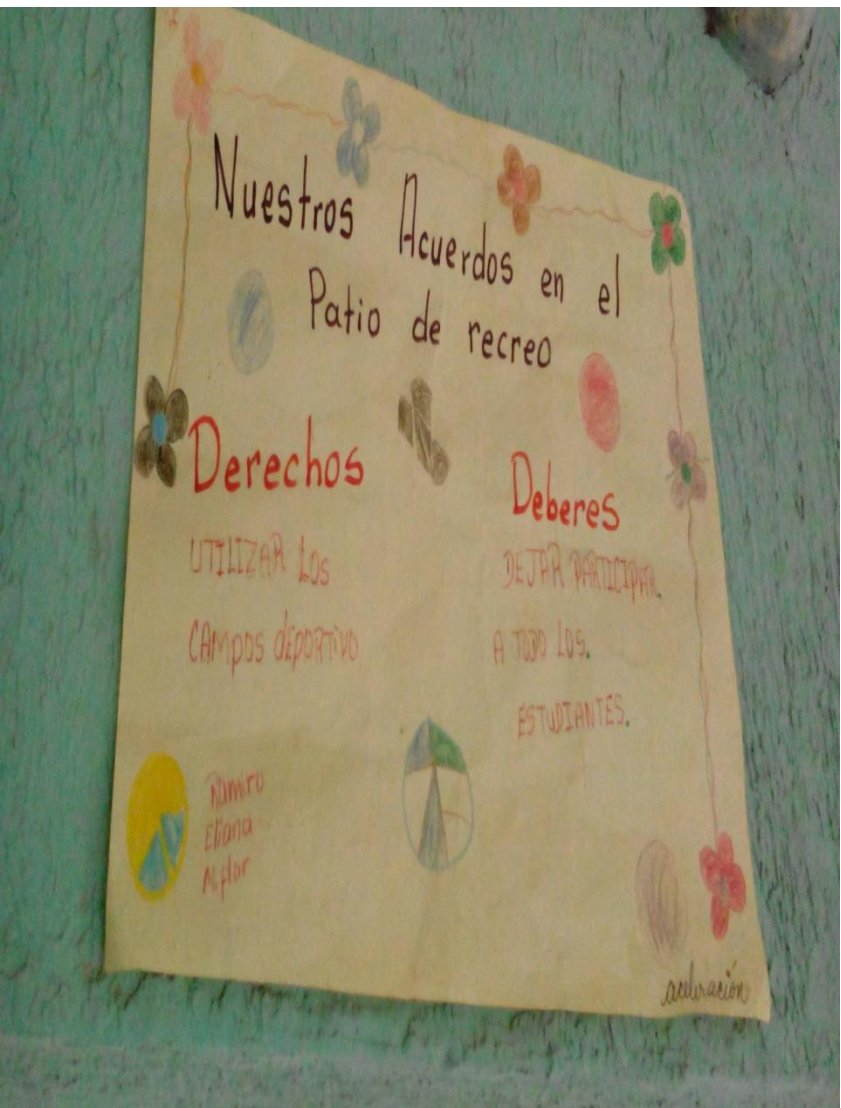 Nuestros Acuerdos en el
Patio de recreo
Derechos
UTILIZAR LOS
CAMPOS dEPORTIVO
Deberes
DEJAR PARTICIPAR
A TODO LOS.
ESTUDIANTES.
Ramiro
Eliana
M.flor
aceleración